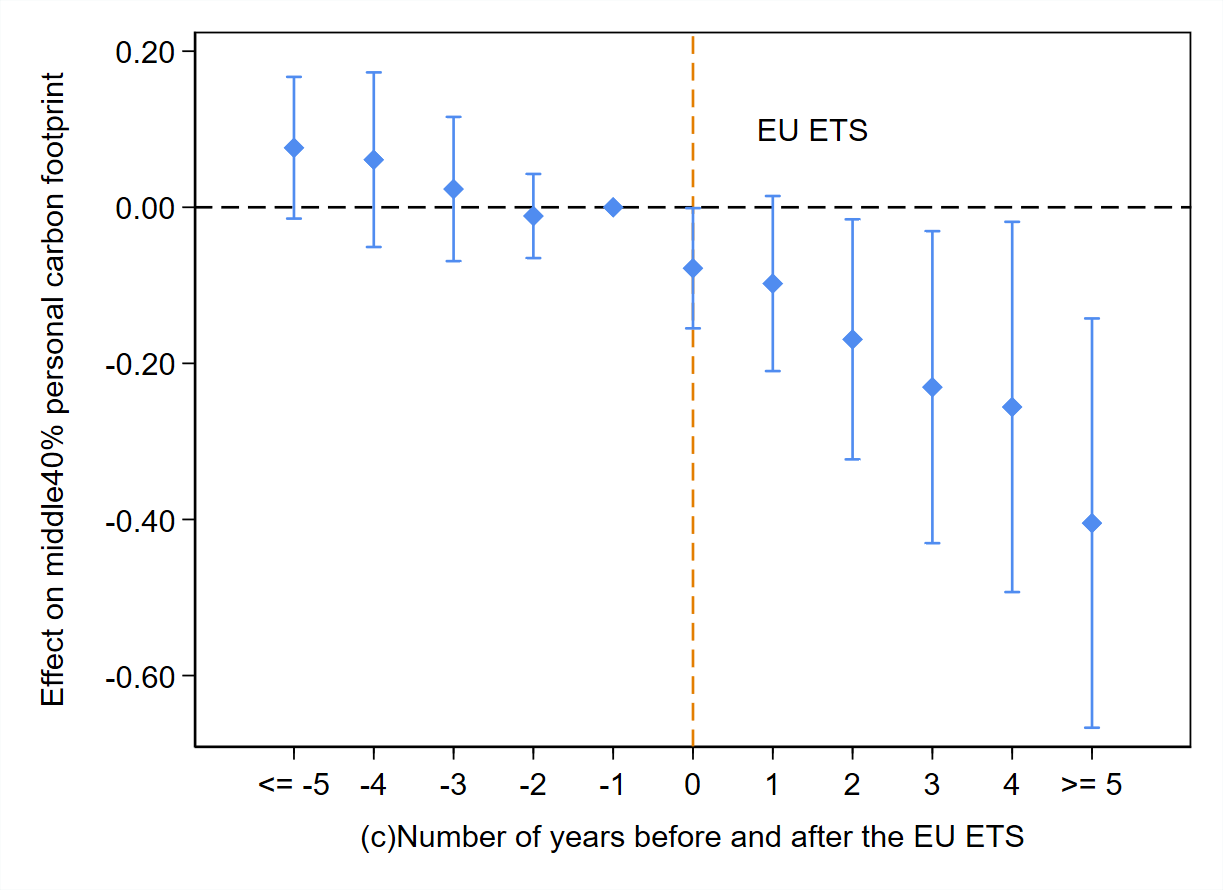 Effect on middle40% personal carbon footprint
0.20
0.00
-0.20
-0.40
-0.60
EU ETS
<= -5 -4 -3 -2 -1 0 1 2 3 4 >= 5
(c)Number of years before and after the EU ETS